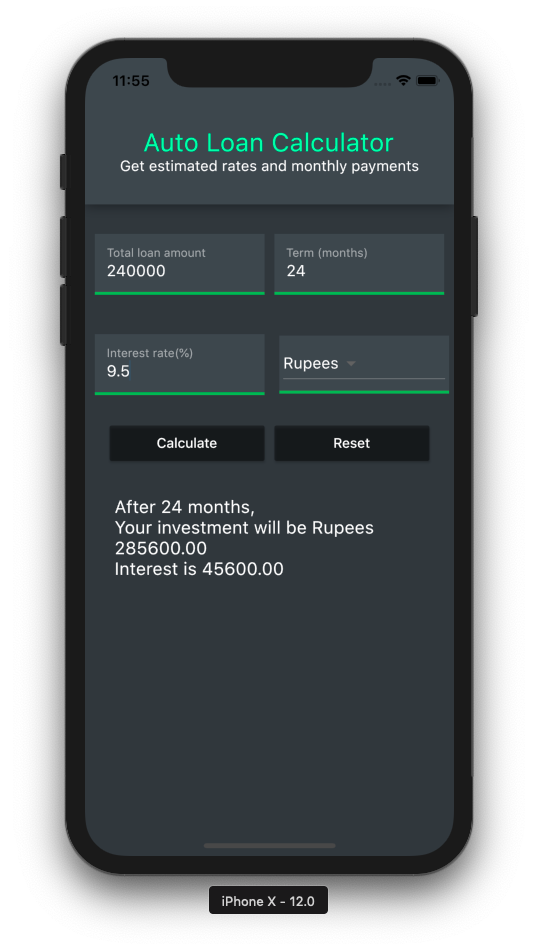 11:55
Auto Loan Calculator
Get estimated rates and monthly payments
Total loan amount
240000
Term (months)
24
Interest rate(%)
9.5
Rupees
Calculate
Reset
After 24 months,
Your investment will be Rupees
285600.00
Interest is 45600.00
iPhone X - 12.0